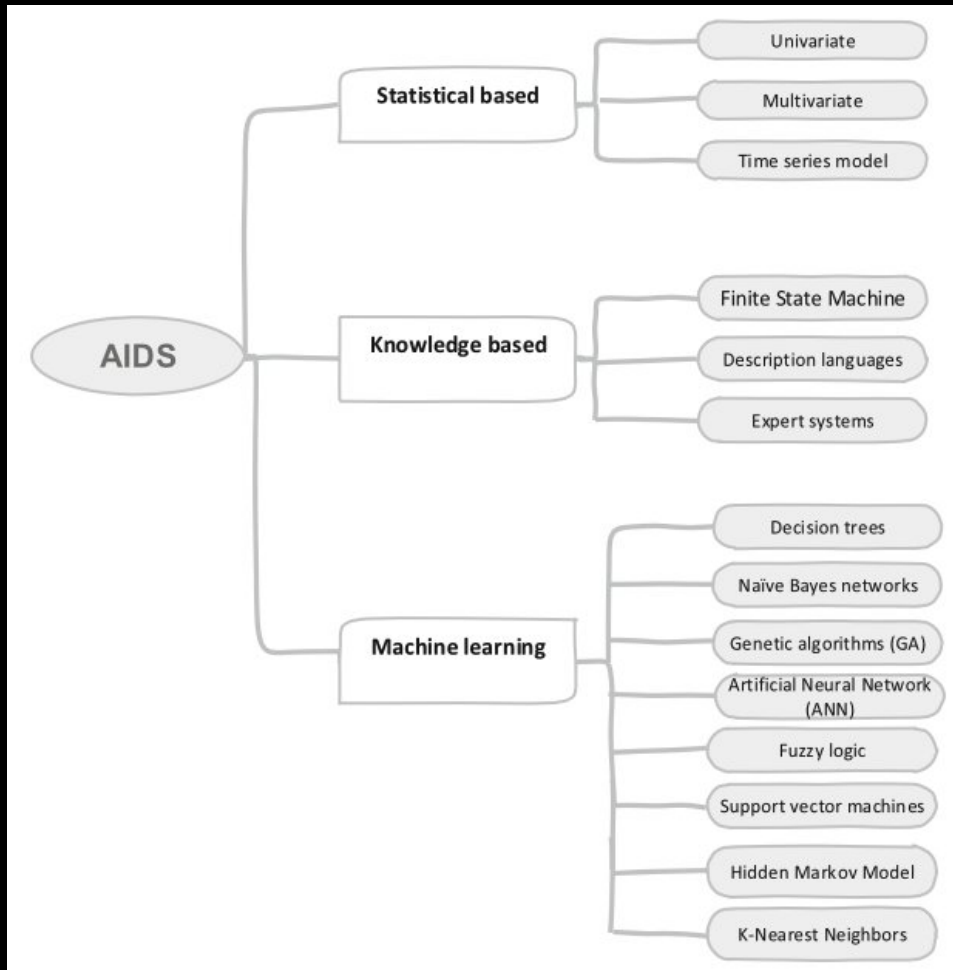 AIDS
Statistical based
Univariate
Multivariate
Time series model
Knowledge based
Finite State Machine
Description languages
Expert systems
Machine learning
Decision trees
Naïve Bayes networks
Genetic algorithms (GA)
Artificial Neural Network
(ANN)
Fuzzy logic
Support vector machines
Hidden Markov Model
K-Nearest Neighbors